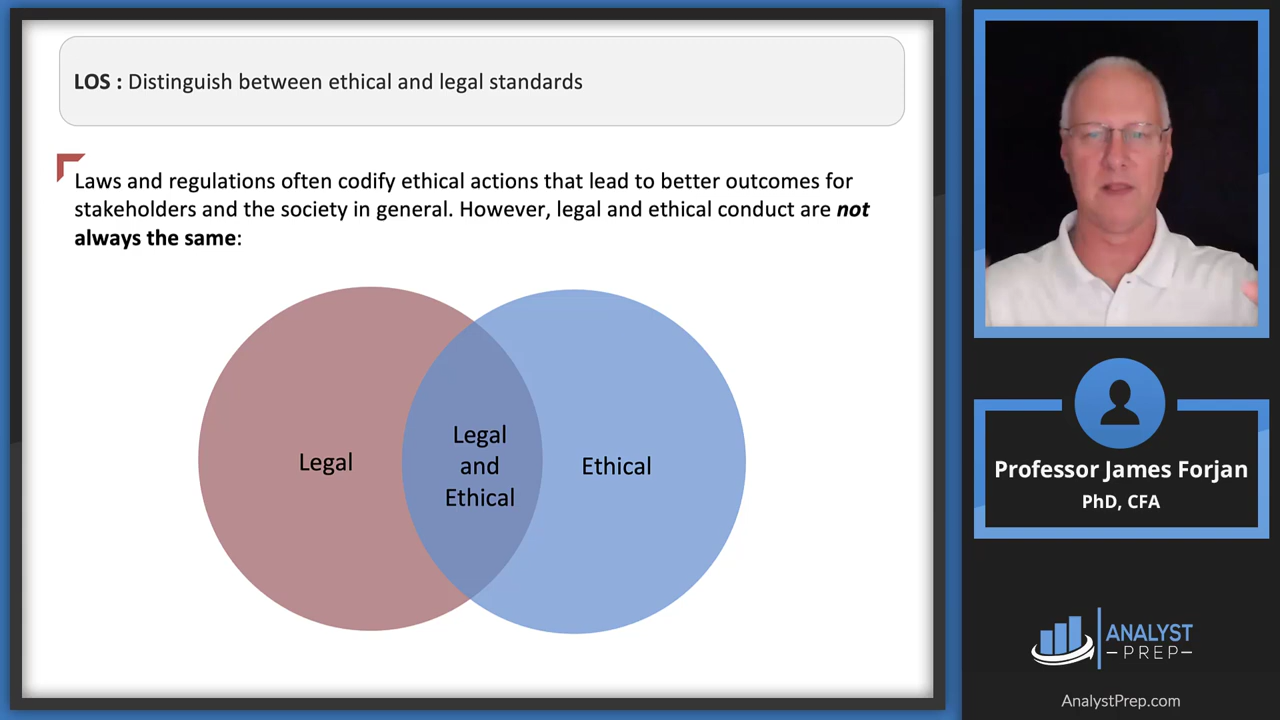 LOS : Distinguish between ethical and legal standards
Laws and regulations often codify ethical actions that lead to better outcomes for
stakeholders and the society in general. However, legal and ethical conduct are not
always the same:
Legal
Legal
and
Ethical
Ethical
Professor James Forjan
PhD, CFA
ANALYST
PREP
AnalystPrep.com